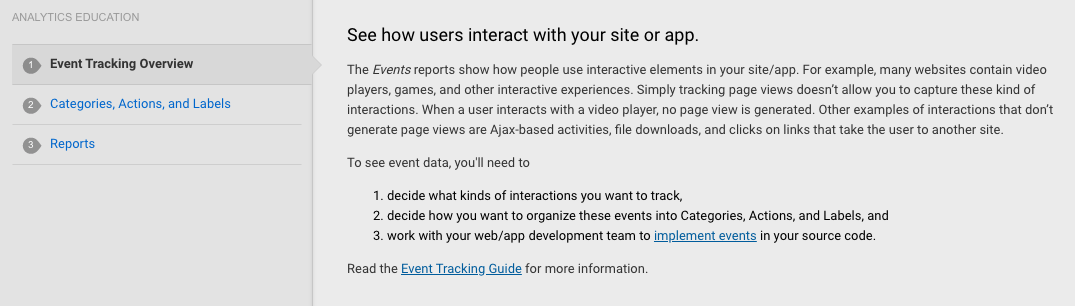 ANALYTICS EDUCATION
1 Event Tracking Overview
2 Categories, Actions, and Labels
3 Reports
See how users interact with your site or app.
The Events reports show how people use interactive elements in your site/app. For example, many websites contain video
players, games, and other interactive experiences. Simply tracking page views doesn't allow you to capture these kind of
interactions. When a user interacts with a video player, no page view is generated. Other examples of interactions that don't
generate page views are Ajax-based activities, file downloads, and clicks on links that take the user to another site.
To see event data, you'll need to
1. decide what kinds of interactions you want to track,
2. decide how you want to organize these events into Categories, Actions, and Labels, and
3. work with your web/app development team to implement events in your source code.
Read the Event Tracking Guide for more information.